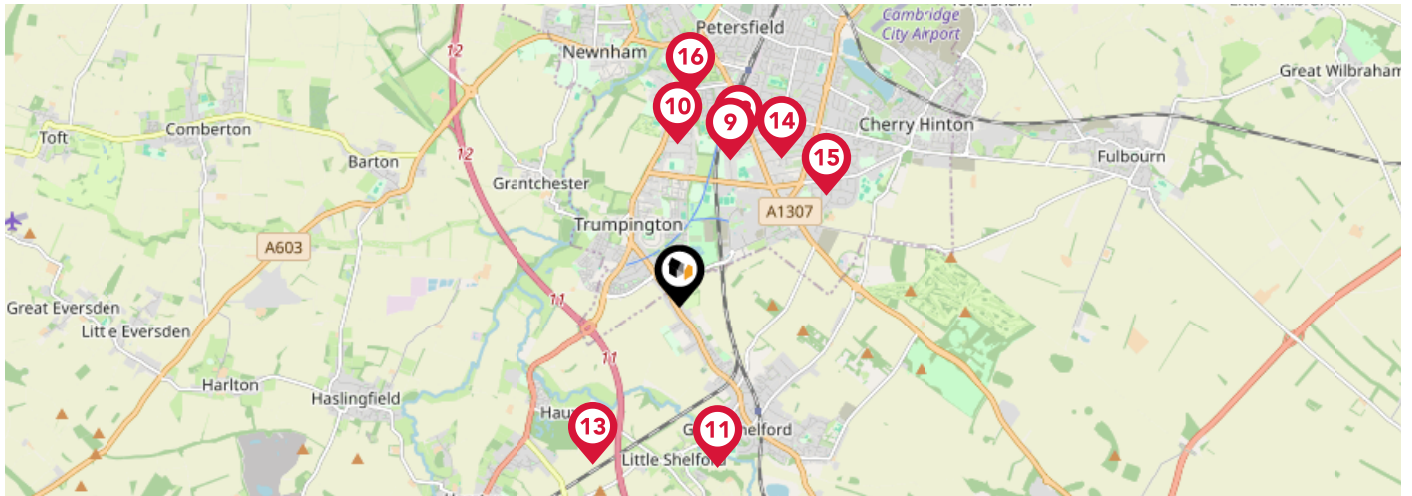 Petersfield
Cambridge
City Airport
12
Newnham
16
Great Wilbraham
10
9
14
Cherry Hinton
Toft
Comberton
12
Barton
15
Fulbourn
Grantchester
A1307
Trumpington
A603
11
Great Eversden
Little Eversden
11
Harlton
Haslingfield
13
11
Little Shelford